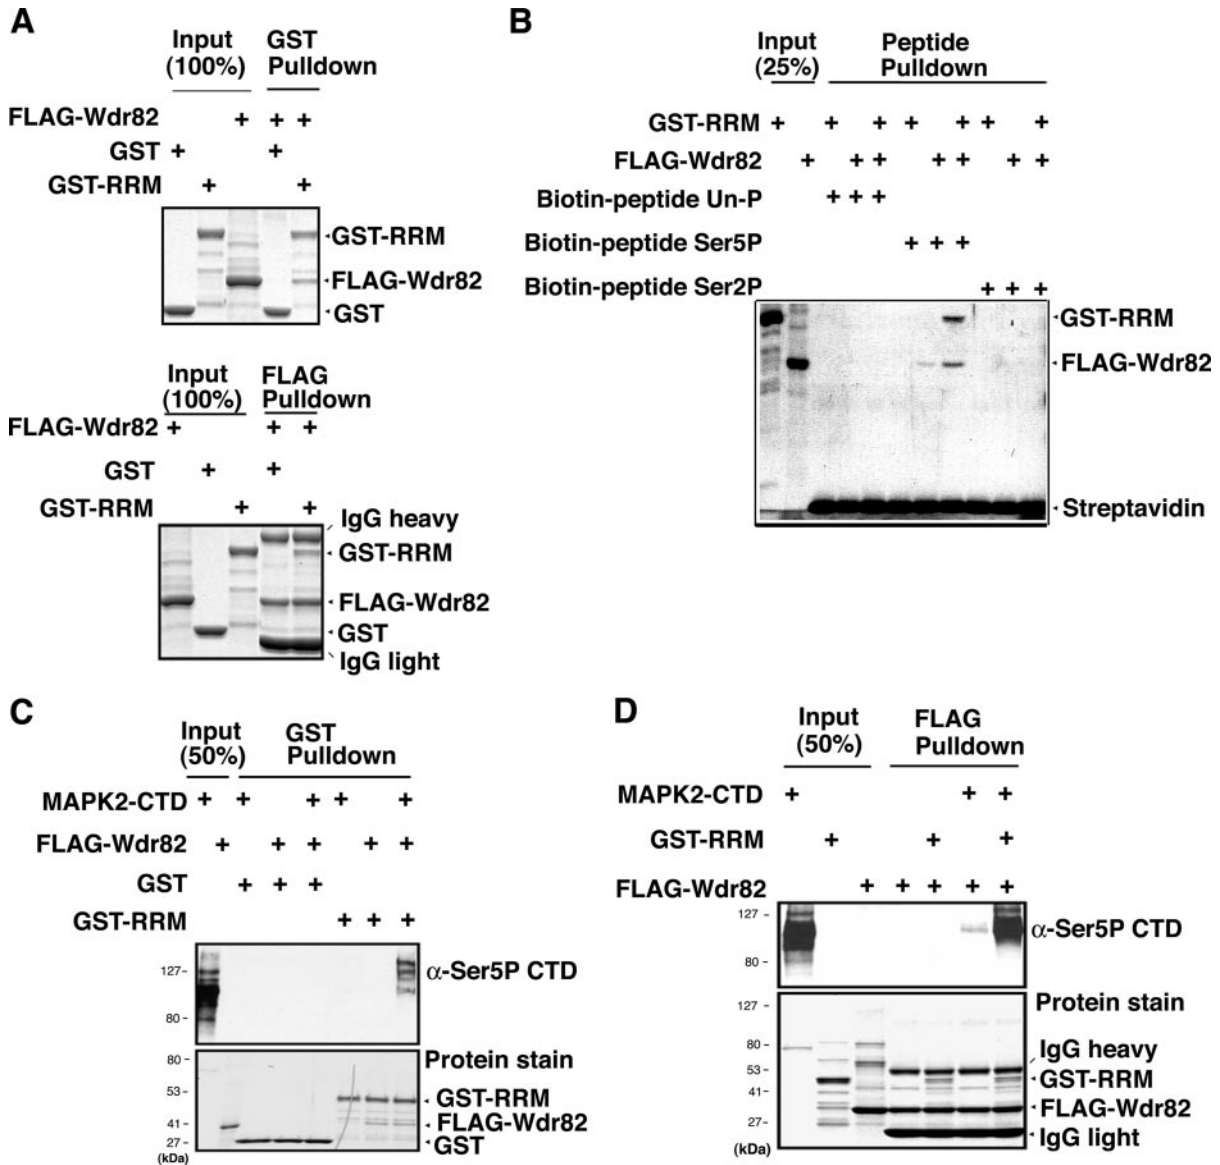 A
Input
(100%)
GST
Pulldown
FLAG-Wdr82 + + +
GST + +
GST-RRM + +
GST-RRM
FLAG-Wdr82
GST
Input
(100%)
FLAG
Pulldown
FLAG-Wdr82 + + +
GST + +
GST-RRM + +
IgG heavy
GST-RRM
FLAG-Wdr82
GST
IgG light
B
Input
(25%)
Peptide
Pulldown
GST-RRM + + + + + + +
FLAG-Wdr82 + + + + + + +
Biotin-peptide Un-P + + +
Biotin-peptide Ser5P + + +
Biotin-peptide Ser2P + + +
GST-RRM
FLAG-Wdr82
Streptavidin
C
Input
(50%)
GST
Pulldown
MAPK2-CTD + + + + +
FLAG-Wdr82 + + + + +
GST + + +
GST-RRM + + +
127-
80 -
α-Ser5P CTD
Protein stain
80 -
53 -
41 -
27 -
(kDa)
GST-RRM
FLAG-Wdr82
GST
D
Input
(50%)
FLAG
Pulldown
MAPK2-CTD + + +
GST-RRM + + +
FLAG-Wdr82 + + + + +
127 -
80 -
α-Ser5P CTD
Protein stain
127 -
80 -
53 -
41 -
27-
(kDa)
IgG heavy
GST-RRM
FLAG-Wdr82
IgG light